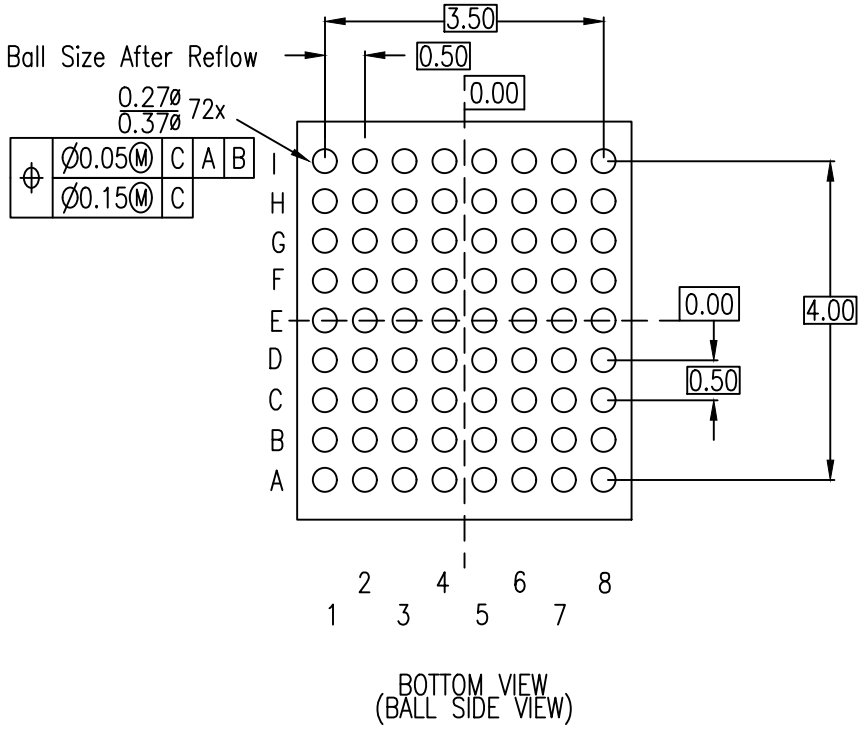 3.50
Ball Size After Reflow
0.50
0.00
0.27ø
0.37ø
72x
Ø0.05Ⓜ C A B
Ø0.15Ⓜ C
I
H
G
F
E
D
C
B
A
0.00
4.00
0.50
2 4 6 8
1 3 5 7
BOTTOM VIEW
(BALL SIDE VIEW)